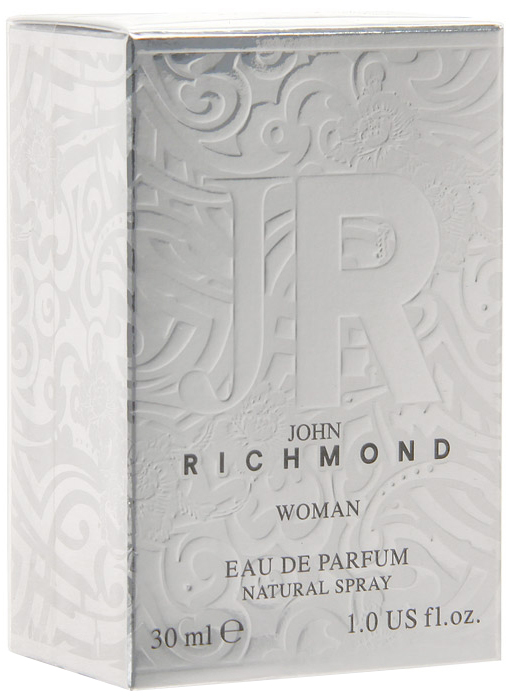 JR
JOHN
RICHMOND
WOMAN
EAU DE PARFUM
NATURAL SPRAY
30 ml ℮ 1.0 US fl.oz.